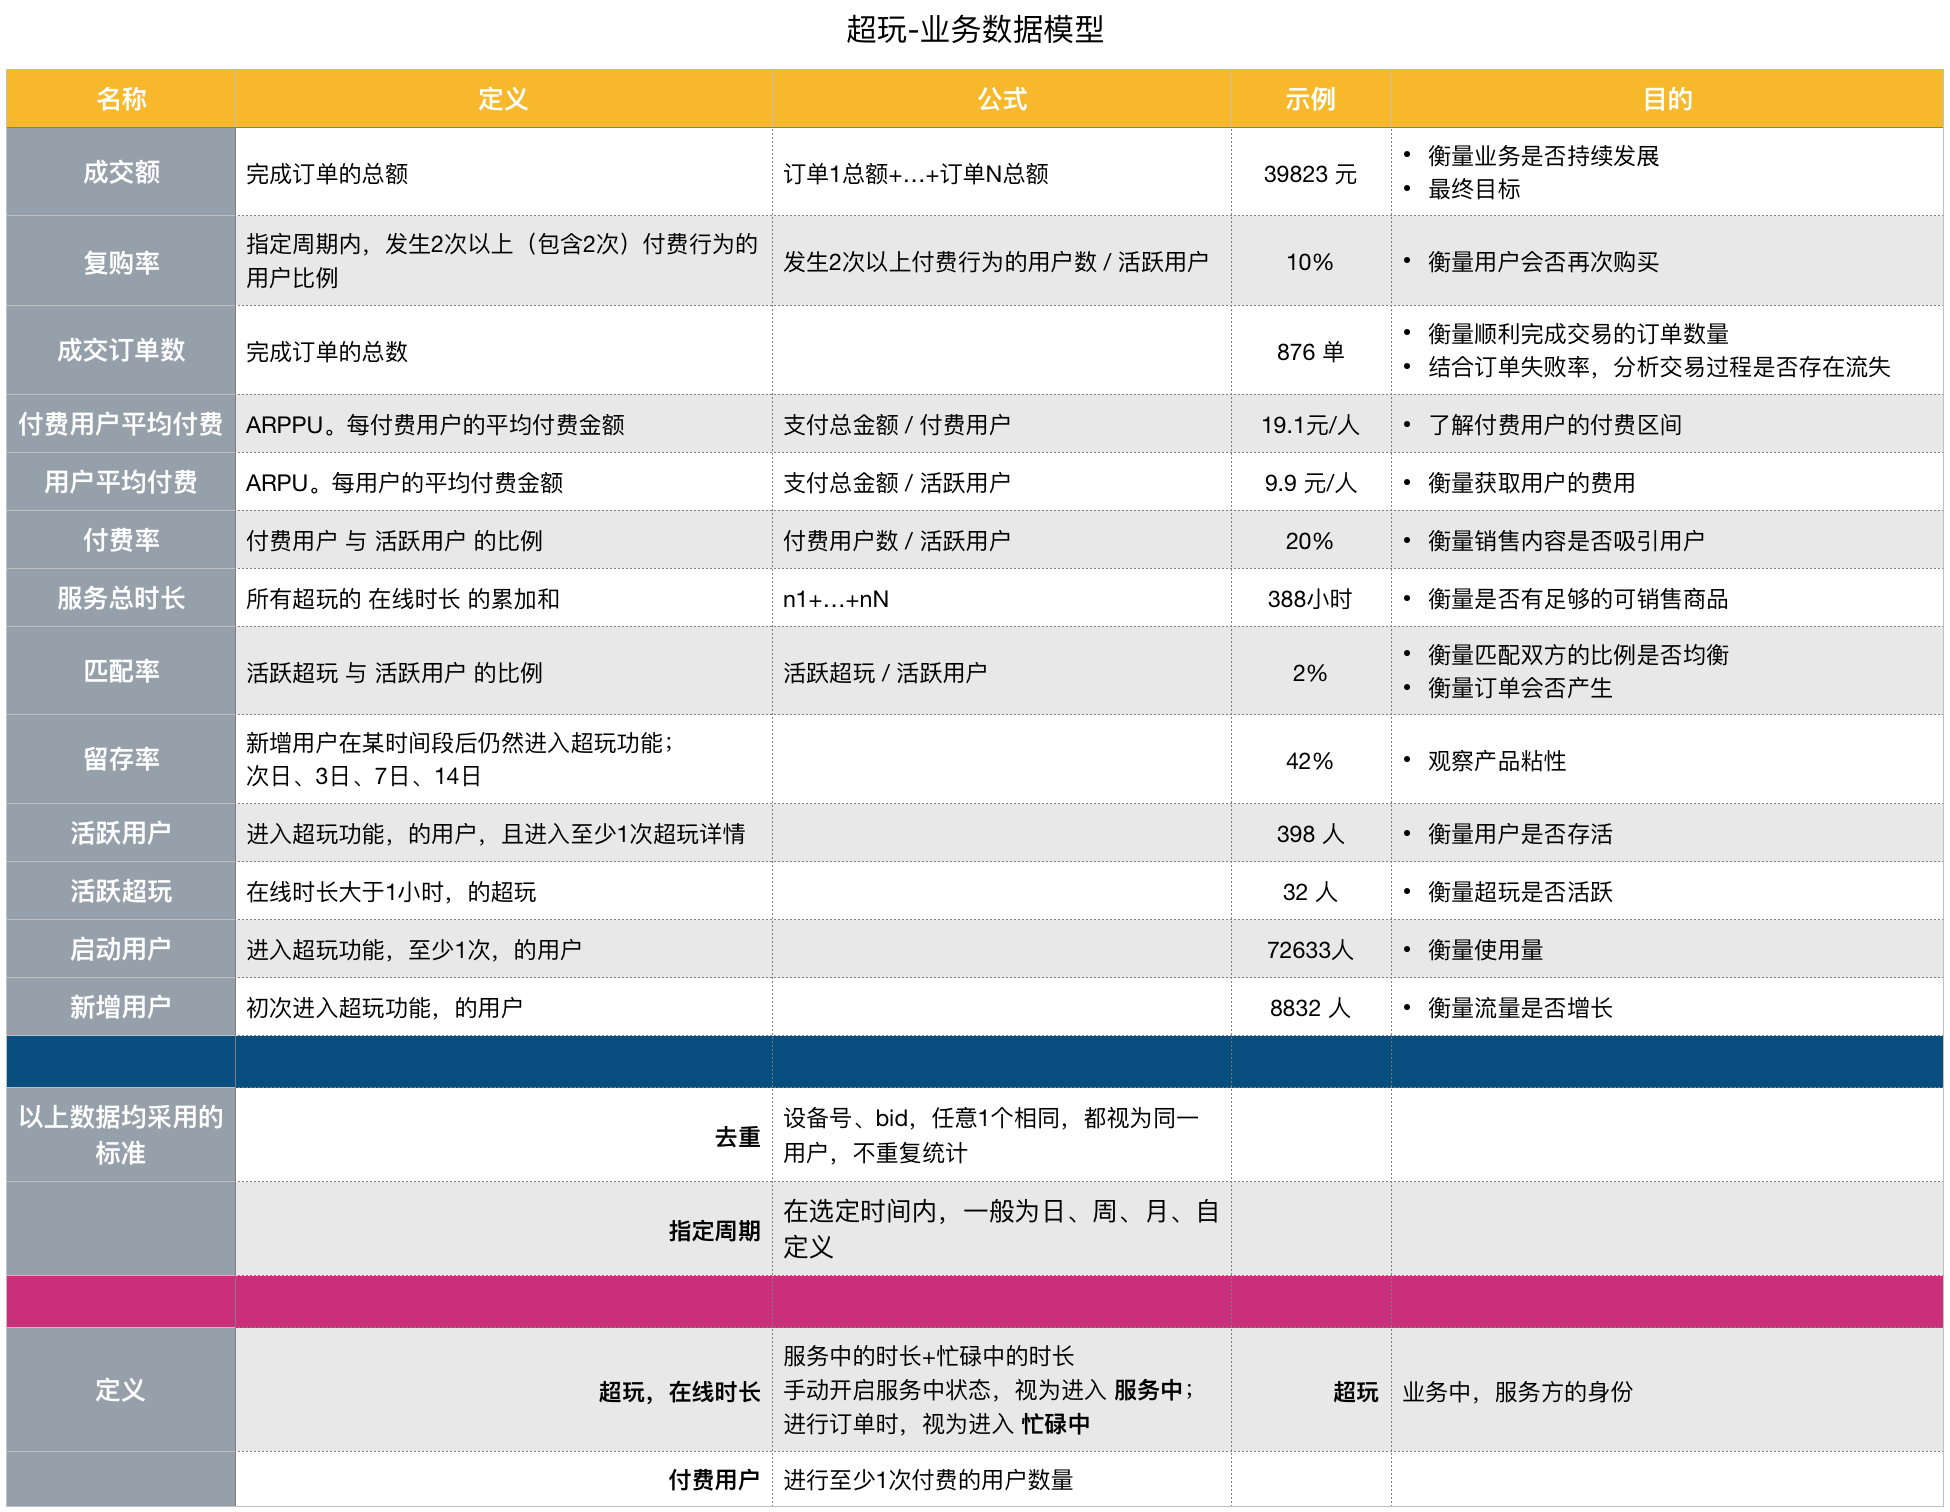 超玩-业务数据模型
名称 定义 公式 示例 目的
成交额 完成订单的总额 订单1总额+...+订单N总额 39823 元
• 衡量业务是否持续发展
• 最终目标
复购率
指定周期内，发生2次以上（包含2次）付费行为的
用户比例
发生2次以上付费行为的用户数 / 活跃用户 10% • 衡量用户会否再次购买
成交订单数 完成订单的总数 876 单
• 衡量顺利完成交易的订单数量
• 结合订单失败率，分析交易过程是否存在流失
付费用户平均付费 ARPPU。每付费用户的平均付费金额 支付总金额 / 付费用户 19.1元/人 • 了解付费用户的付费区间
用户平均付费 ARPU。每用户的平均付费金额 支付总金额 / 活跃用户 9.9 元/人 • 衡量获取用户的费用
付费率 付费用户 与 活跃用户 的比例 付费用户数 / 活跃用户 20% • 衡量销售内容是否吸引用户
服务总时长 所有超玩的 在线时长 的累加和 n1+...+nN 388小时 • 衡量是否有足够的可销售商品
匹配率 活跃超玩 与 活跃用户 的比例 活跃超玩 / 活跃用户 2%
• 衡量匹配双方的比例是否均衡
• 衡量订单会否产生
留存率
新增用户在某时间段后仍然进入超玩功能；
次日、3日、7日、14日
42% • 观察产品粘性
活跃用户 进入超玩功能，的用户，且进入至少1次超玩详情 398 人 • 衡量用户是否存活
活跃超玩 在线时长大于1小时，的超玩 32 人 • 衡量超玩是否活跃
启动用户 进入超玩功能，至少1次，的用户 72633人 • 衡量使用量
新增用户 初次进入超玩功能，的用户 8832 人 • 衡量流量是否增长
以上数据均采用的
标准
去重
设备号、bid，任意1个相同，都视为同一
用户，不重复统计
指定周期
在选定时间内，一般为日、周、月、自
定义
定义
超玩，在线时长
服务中的时长+忙碌中的时长
手动开启服务中状态，视为进入 服务中；
进行订单时，视为进入 忙碌中
超玩 业务中，服务方的身份
付费用户 进行至少1次付费的用户数量